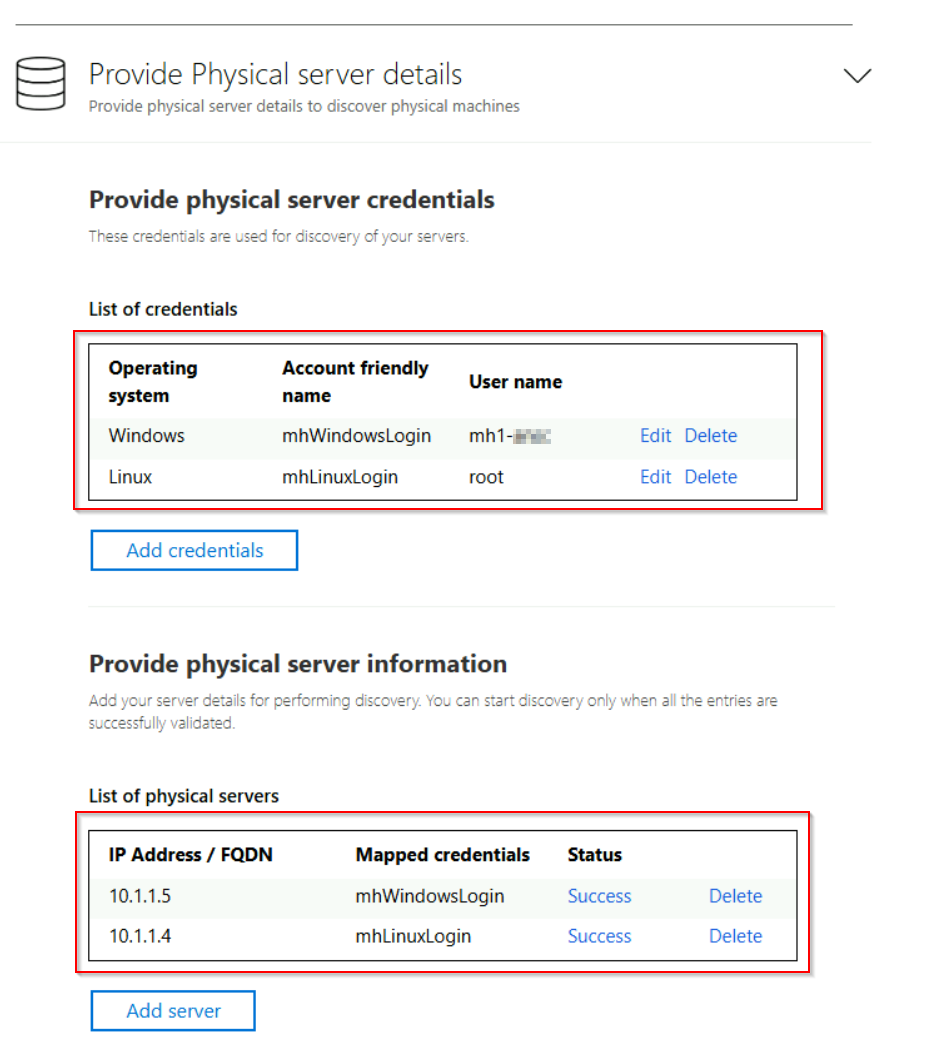 Provide Physical server details
Provide physical server details to discover physical machines
Provide physical server credentials
These credentials are used for discovery of your servers.
List of credentials
Operating system Account friendly name User name
Windows mhWindowsLogin mh1- Edit Delete
Linux mhLinuxLogin root Edit Delete
Add credentials
Provide physical server information
Add your server details for performing discovery. You can start discovery only when all the entries are
successfully validated.
List of physical servers
IP Address / FQDN Mapped credentials Status
10.1.1.5 mhWindowsLogin Success Delete
10.1.1.4 mhLinuxLogin Success Delete
Add server